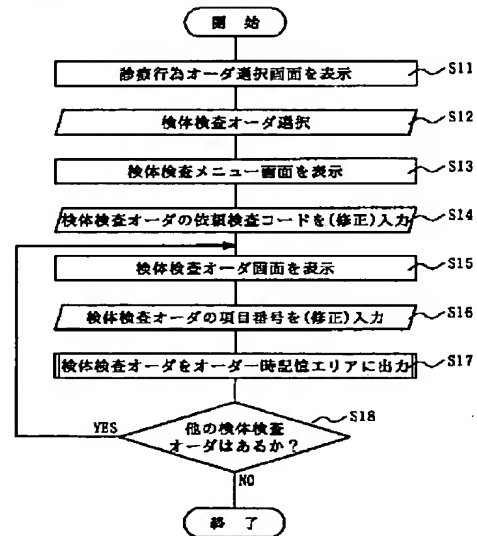 開 始
診療行為オーダ選択画面を表示
S11
検体検査オーダ選択
S12
検体検査メニュー画面を表示
S13
検体検査オーダの依頼検査コードを(修正)入力
S14
検体検査オーダ画面を表示
S15
検体検査オーダの項目番号を(修正)入力
S16
検体検査オーダをオーダ一時記憶エリアに出力
S17
他の検体検査
オーダはあるか?
S18
YES
NO
終 了